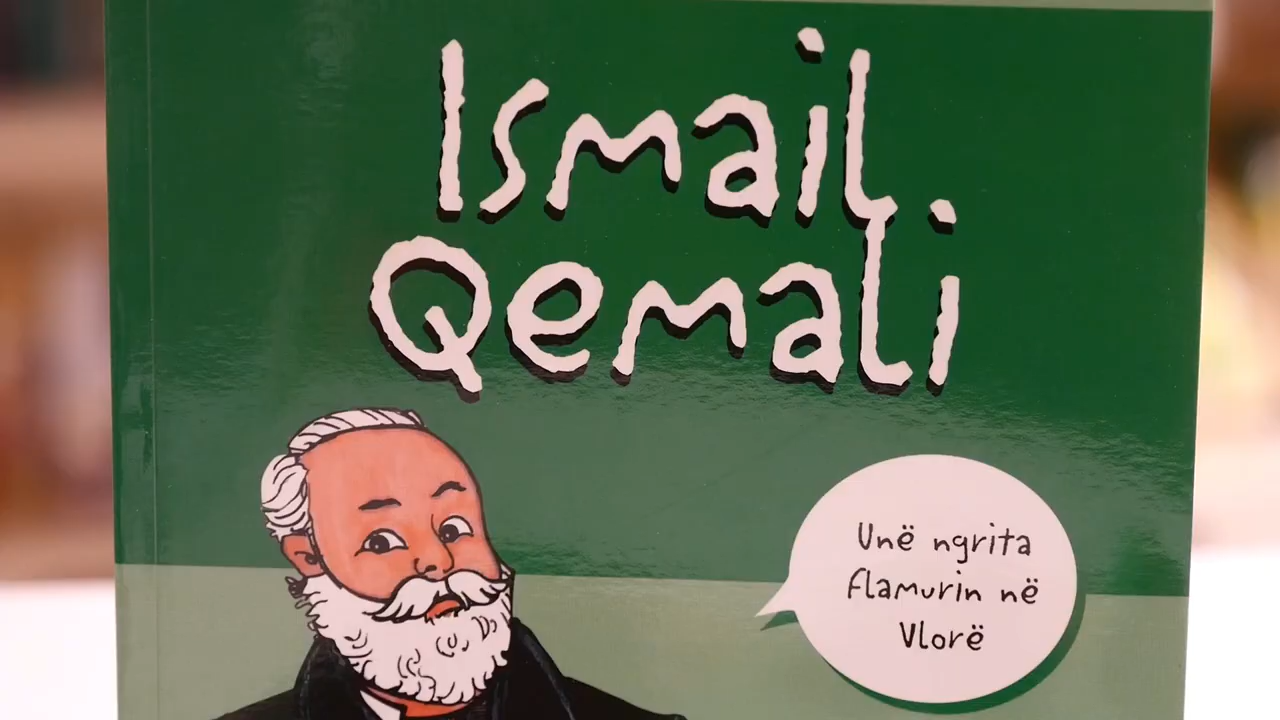 Ismail
Qemali
Unë ngrita
flamurin në
Vlorë